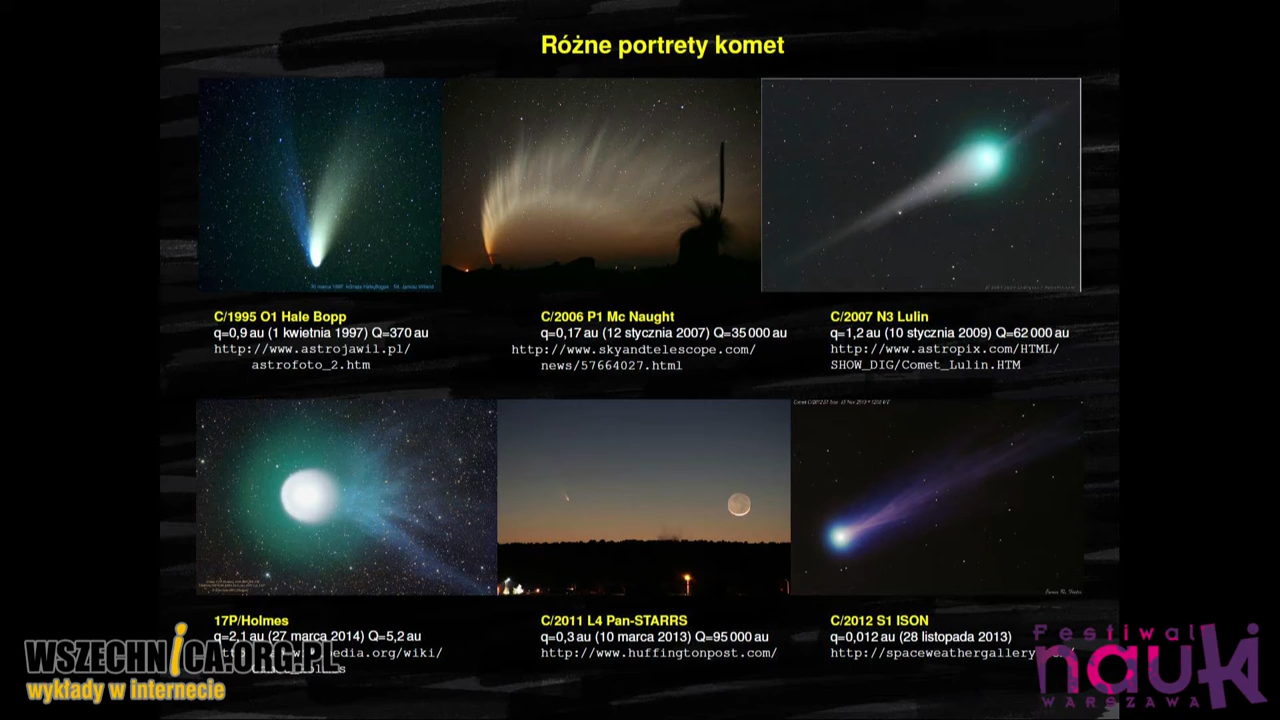 Różne portrety komet
C/1995 O1 Hale Bopp
q=0,9 au (1 kwietnia 1997) Q=370 au
http://www.astrojawil.pl/
astrofoto_2.htm
C/2006 P1 Mc Naught
q=0,17 au (12 stycznia 2007) Q=35 000 au
http://www.skyandtelescope.com/
news/57664027.html
C/2007 N3 Lulin
q=1,2 au (10 stycznia 2009) Q=62 000 au
http://www.astropix.com/HTML/
SHOW_DIG/Comet_Lulin.HTM
17P/Holmes
q=2,1 au (27 marca 2014) Q=5,2 au
C/2011 L4 Pan-STARRS
q=0,3 au (10 marca 2013) Q=95 000 au
http://www.huffingtonpost.com/
C/2012 S1 ISON
q=0,012 au (28 listopada 2013)
http://spaceweathergallery
WSZECHNICA.ORG.PL
wykłady w internecie
Festiwal
nauki
WARSZAWA